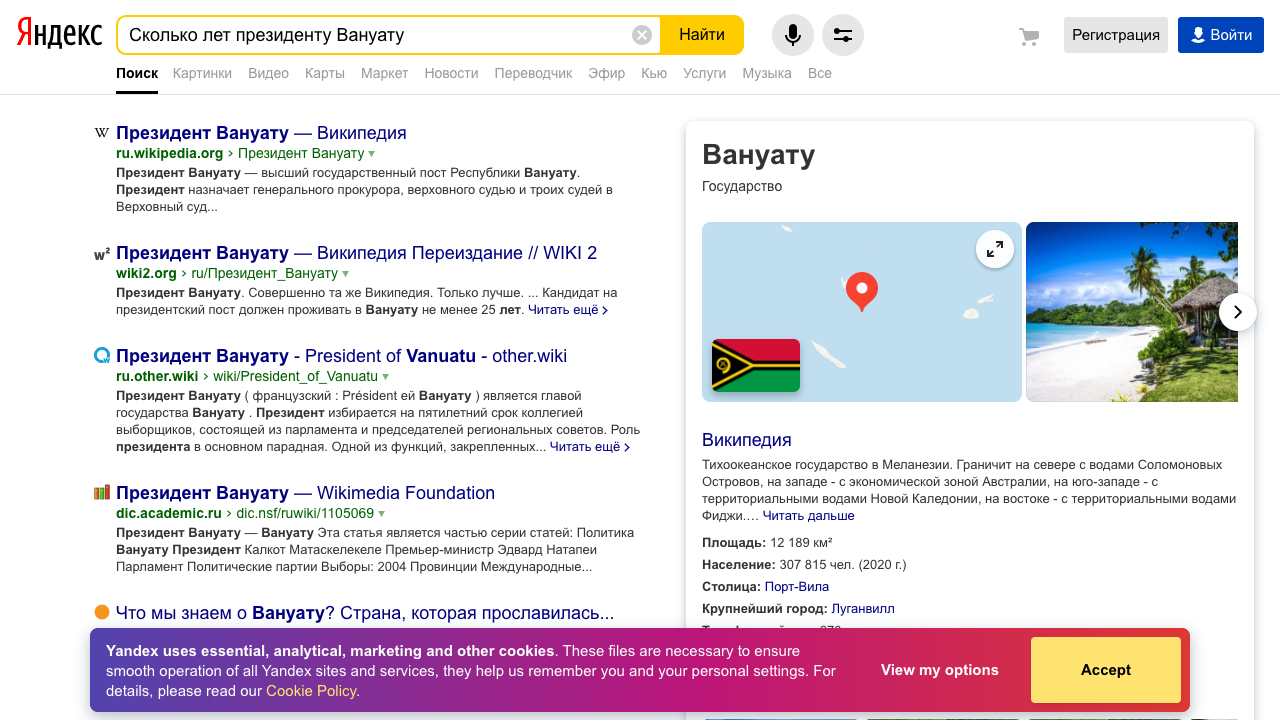 Яндекс
Сколько лет президенту Вануату
Найти
Регистрация
Войти
Поиск Картинки Видео Карты Маркет Новости Переводчик Эфир Кью Услуги Музыка Все
Президент Вануату — Википедия
ru.wikipedia.org › Президент Вануату
Президент Вануату — высший государственный пост Республики Вануату.
Президент назначает генерального прокурора, верховного судью и троих судей в
Верховный суд...
Президент Вануату — Википедия Переиздание // WIKI 2
wiki2.org › ru/Президент_Вануату
Президент Вануату. Совершенно та же Википедия. Только лучше. ... Кандидат на
президентский пост должен проживать в Вануату не менее 25 лет. Читать ещё ›
Президент Вануату - President of Vanuatu - other.wiki
ru.other.wiki › wiki/President_of_Vanuatu
Президент Вануату ( французский : Président ей Вануату ) является главой
государства Вануату . Президент избирается на пятилетний срок коллегией
выборщиков, состоящей из парламента и председателей региональных советов. Роль
президента в основном парадная. Одной из функций, закрепленных... Читать ещё ›
Президент Вануату — Wikimedia Foundation
dic.academic.ru › dic.nsf/ruwiki/1105069
Президент Вануату — Вануату Эта статья является частью серии статей: Политика
Вануату Президент Калкот Матаскелекеле Премьер-министр Эдвард Натапеи
Парламент Политические партии Выборы: 2004 Провинции Международные...
Что мы знаем о Вануату? Страна, которая прославилась...
Вануату
Государство
Википедия
Тихоокеанское государство в Меланезии. Граничит на севере с водами Соломоновых
Островов, на западе - с экономической зоной Австралии, на юго-западе - с
территориальными водами Новой Каледонии, на востоке - с территориальными водами
Фиджи.... Читать дальше
Площадь: 12 189 км²
Население: 307 815 чел. (2020 г.)
Столица: Порт-Вила
Крупнейший город: Луганвилл
Yandex uses essential, analytical, marketing and other cookies. These files are necessary to ensure
smooth operation of all Yandex sites and services, they help us remember you and your personal settings. For
details, please read our Cookie Policy.
View my options
Accept